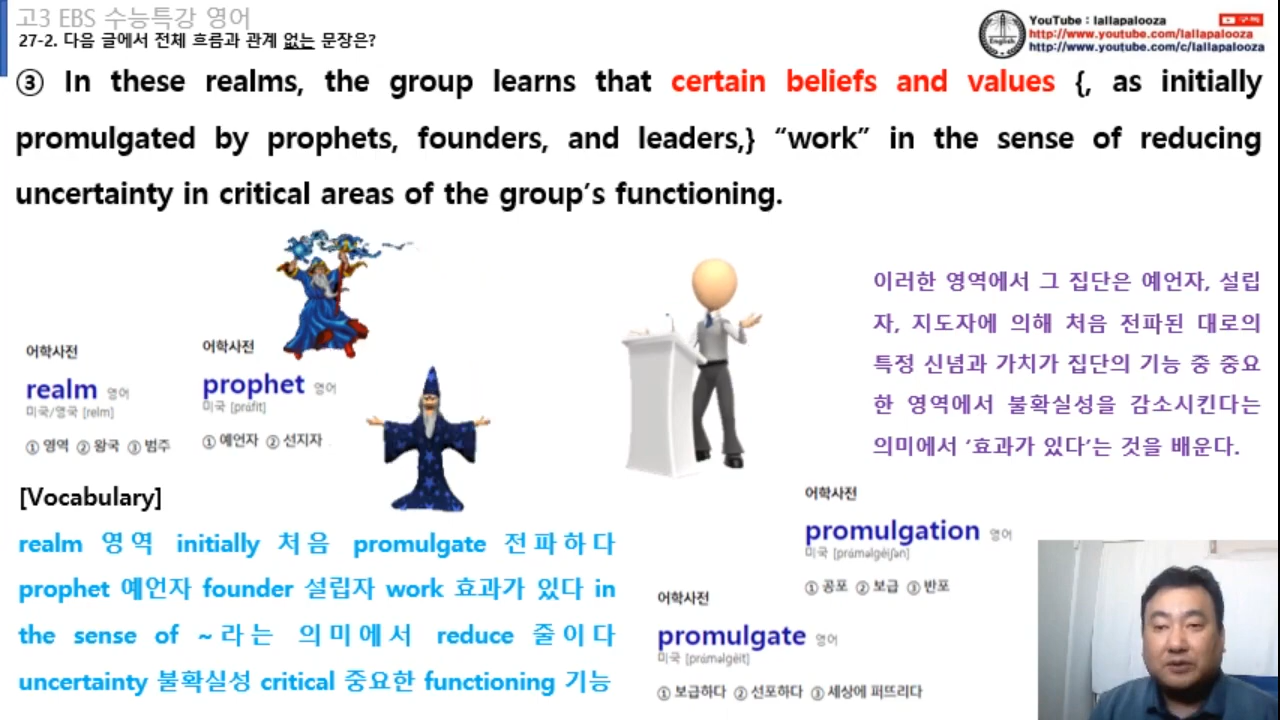 고3 EBS 수능특강 영어
27-2. 다음 글에서 전체 흐름과 관계 없는 문장은?
YouTube : lallapalooza
구독
http://www.youtube.com/lallapalooza
http://www.youtube.com/c/lallapalooza
English
③ In these realms, the group learns that certain beliefs and values {, as initially
promulgated by prophets, founders, and leaders,} “work” in the sense of reducing
uncertainty in critical areas of the group’s functioning.
이러한 영역에서 그 집단은 예언자, 설립
자, 지도자에 의해 처음 전파된 대로의
특정 신념과 가치가 집단의 기능 중 중요
한 영역에서 불확실성을 감소시킨다는
의미에서 ‘효과가 있다’는 것을 배운다.
어학사전
realm 영어
미국/영국 [relm]
① 영역 ② 왕국 ③ 범주
어학사전
prophet 영어
미국 [prάfit]
① 예언자 ② 선지자
[Vocabulary]
realm 영역 initially 처음 promulgate 전파하다
prophet 예언자 founder 설립자 work 효과가 있다 in
the sense of ~라는 의미에서 reduce 줄이다
uncertainty 불확실성 critical 중요한 functioning 기능
어학사전
promulgation 영어
미국 [prὰməlgéiʃən]
① 공포 ② 보급 ③ 반포
어학사전
promulgate 영어
미국 [prάməlgèit]
① 보급하다 ② 선포하다 ③ 세상에 퍼뜨리다